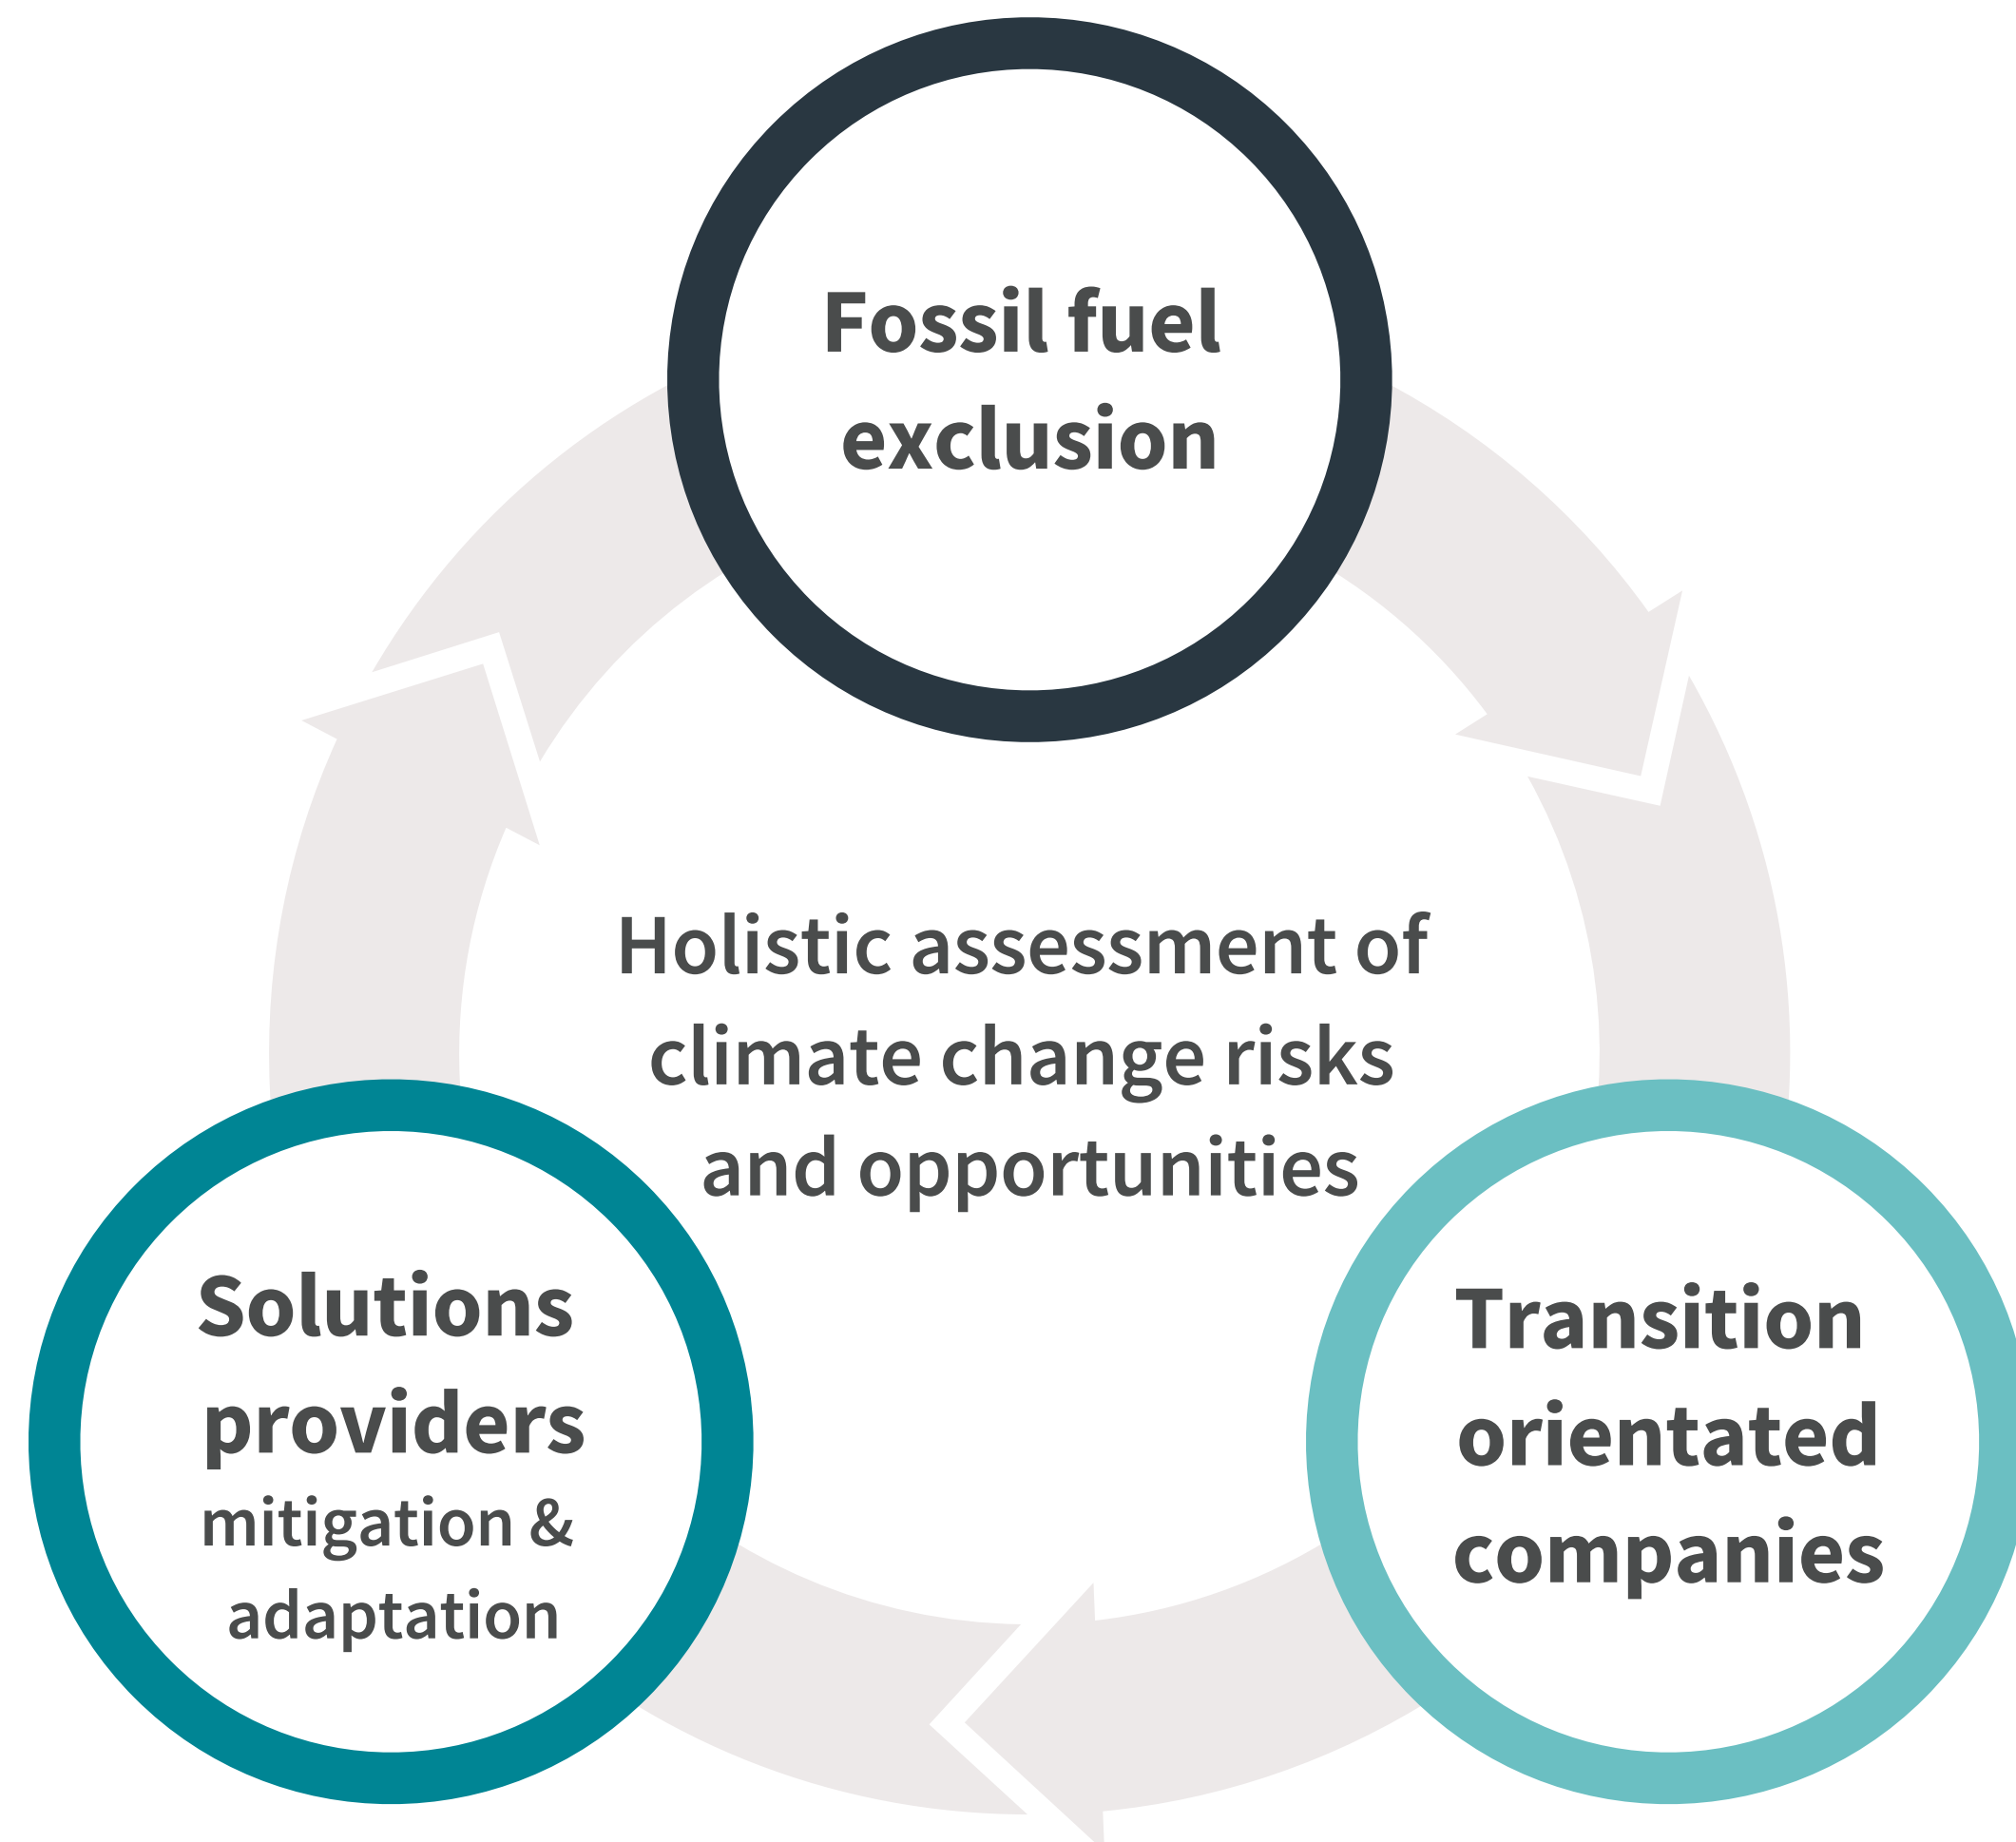 Fossil fuel
exclusion
Holistic assessment of
climate change risks
and opportunities
Solutions
providers
mitigation &
adaptation
Transition
orientated
companies